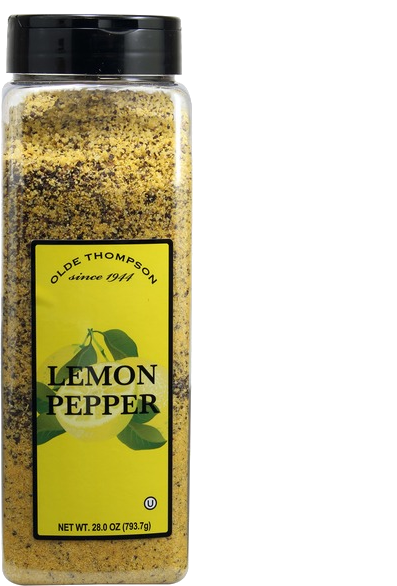 OLDE THOMPSON
since 1944
LEMON
PEPPER
U
NET WT. 28.0 OZ (793.7g)